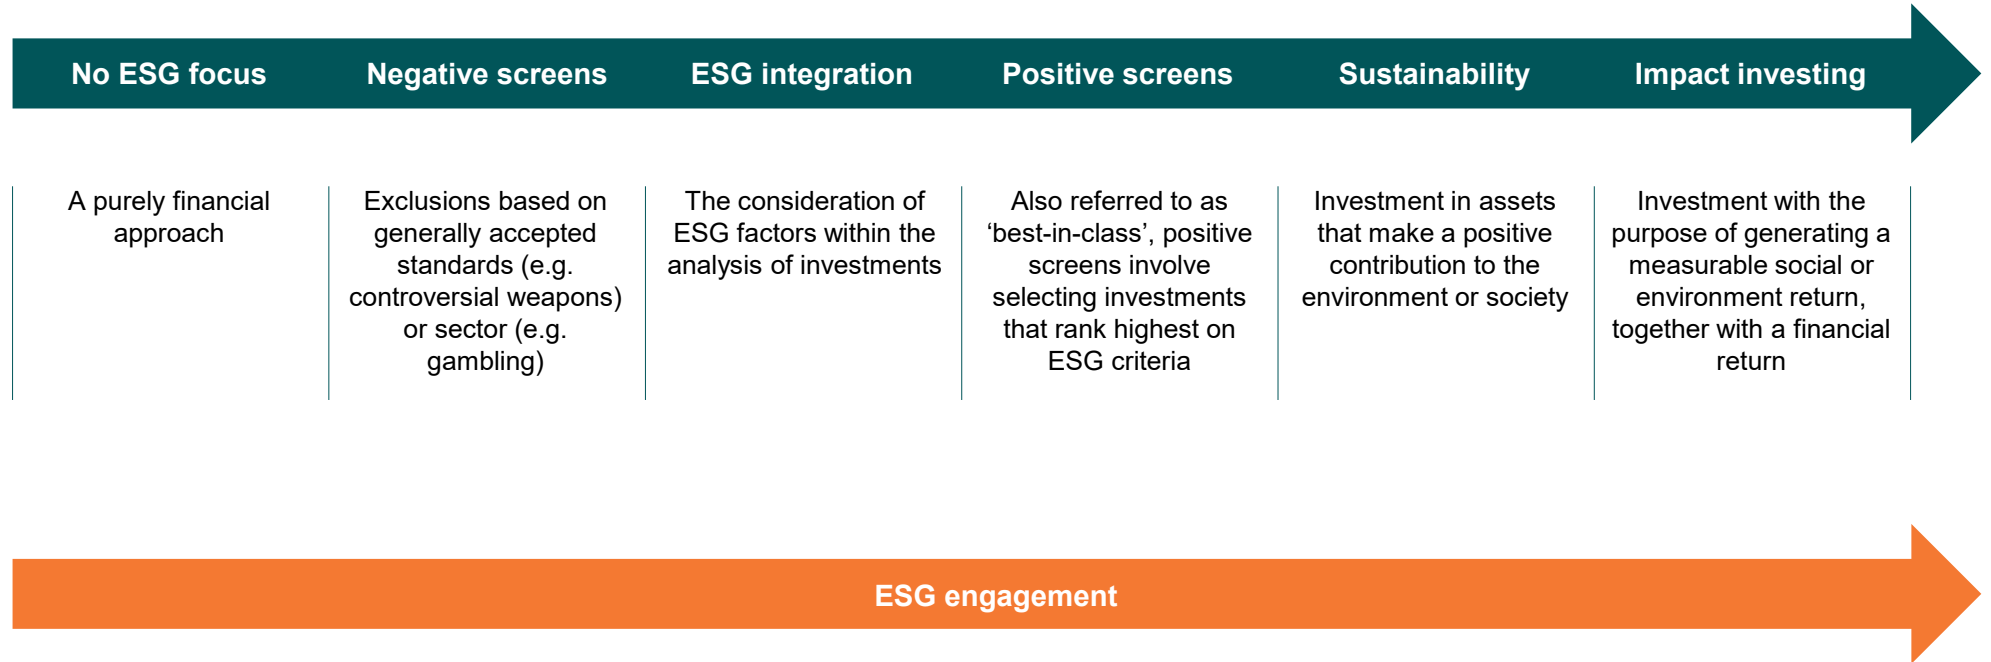 No ESG focus
Negative screens
ESG integration
Positive screens
Sustainability
Impact investing
A purely financial
approach
Exclusions based on
generally accepted
standards (e.g.
controversial weapons)
or sector (e.g.
gambling)
The consideration of
ESG factors within the
analysis of investments
Also referred to as
‘best-in-class’, positive
screens involve
selecting investments
that rank highest on
ESG criteria
Investment in assets
that make a positive
contribution to the
environment or society
Investment with the
purpose of generating a
measurable social or
environment return,
together with a financial
return
ESG engagement